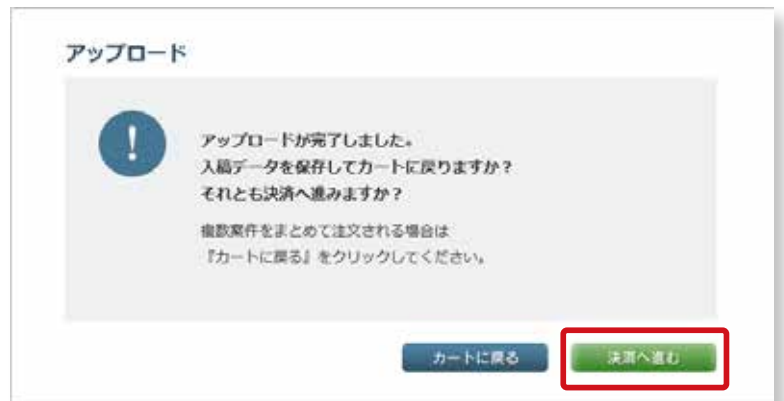 アップロード
アップロードが完了しました。
入稿データを保存してカートに戻りますか？
それとも決済へ進みますか？
複数案件をまとめて注文される場合は
『カートに戻る』をクリックしてください。
カートに戻る
決済へ進む